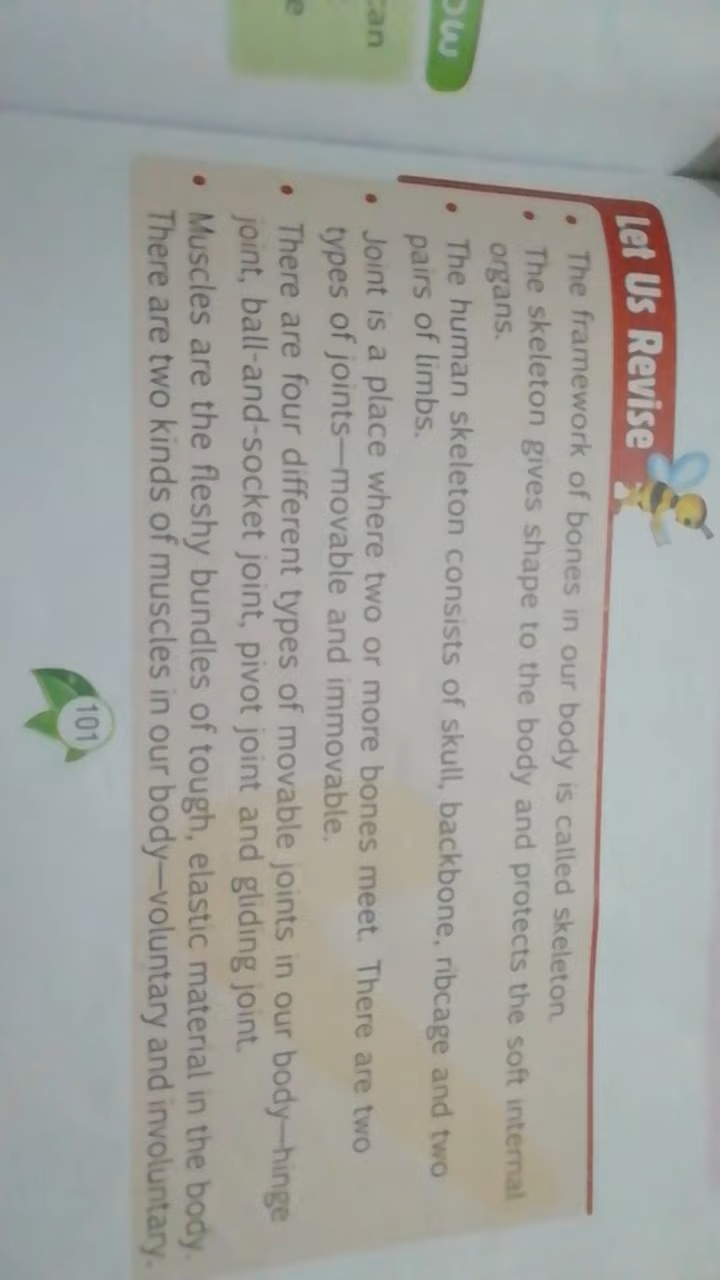 ow
can
e
Let Us Revise
• The framework of bones in our body is called skeleton.
• The skeleton gives shape to the body and protects the soft internal
organs.
• The human skeleton consists of skull, backbone, ribcage and two
pairs of limbs.
• Joint is a place where two or more bones meet. There are two
types of joints—movable and immovable.
• There are four different types of movable joints in our body—hinge
joint, ball-and-socket joint, pivot joint and gliding joint.
• Muscles are the fleshy bundles of tough, elastic material in the body.
There are two kinds of muscles in our body—voluntary and involuntary.
101